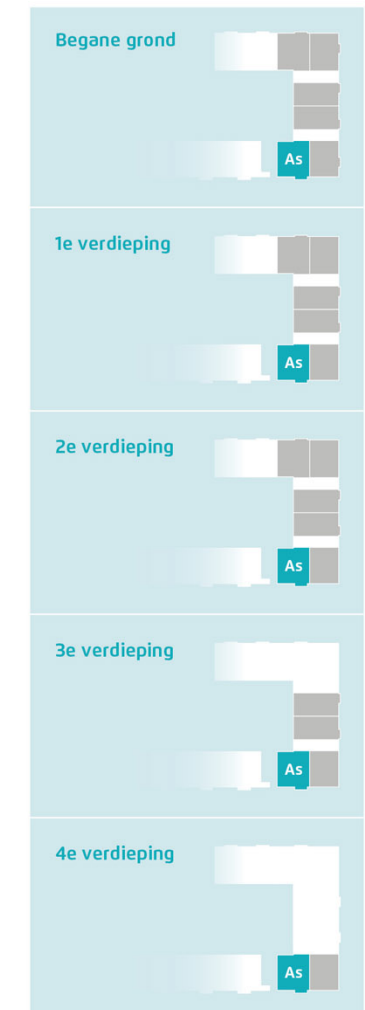 Begane grond
As
1e verdieping
As
2e verdieping
As
3e verdieping
As
4e verdieping
As